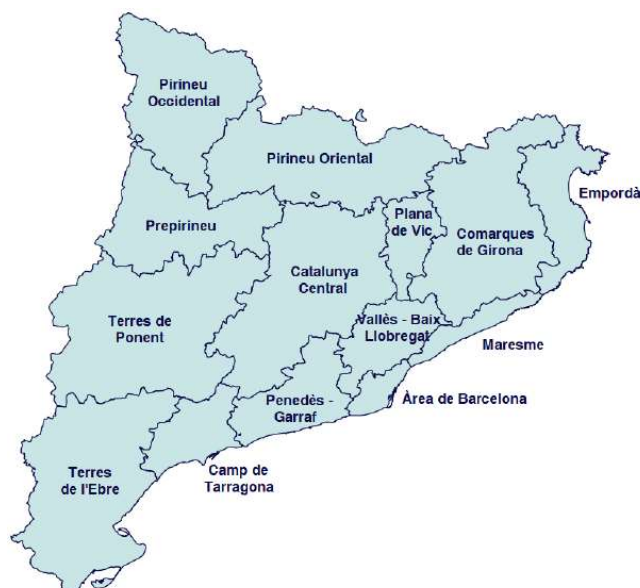 Pirineu
Occidental
Pirineu Oriental
Empordà
Prepirineu
Plana
de Vic
Comarques
de Girona
Catalunya
Central
Terres de
Ponent
Vallès - Baix
Llobregat
Maresme
Penedès -
Garraf
Àrea de Barcelona
Terres
de l'Ebre
Camp de
Tarragona